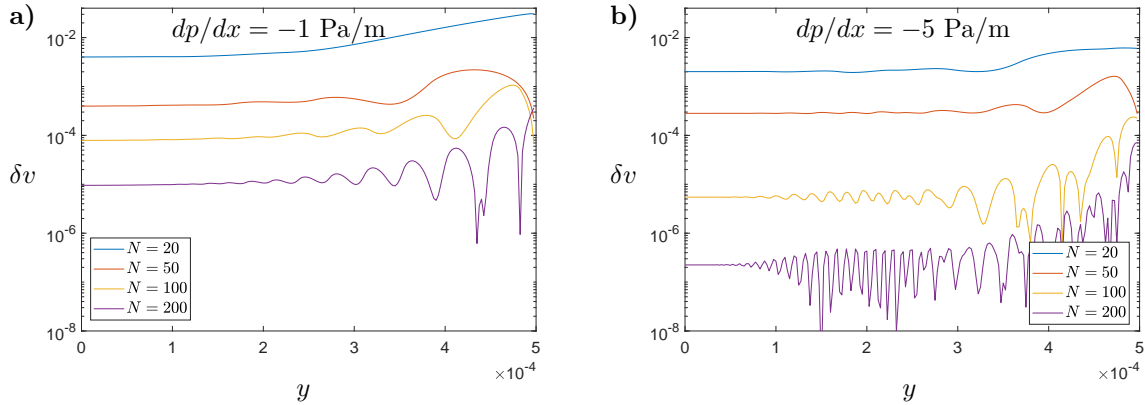 a)
dp/dx = −1 Pa/m
δv
10^-2
10^-4
10^-6
10^-8
N = 20
N = 50
N = 100
N = 200
0 1 2 3 4 5
×10^-4
y
b)
dp/dx = −5 Pa/m
δv
10^-2
10^-4
10^-6
10^-8
N = 20
N = 50
N = 100
N = 200
0 1 2 3 4 5
×10^-4
y